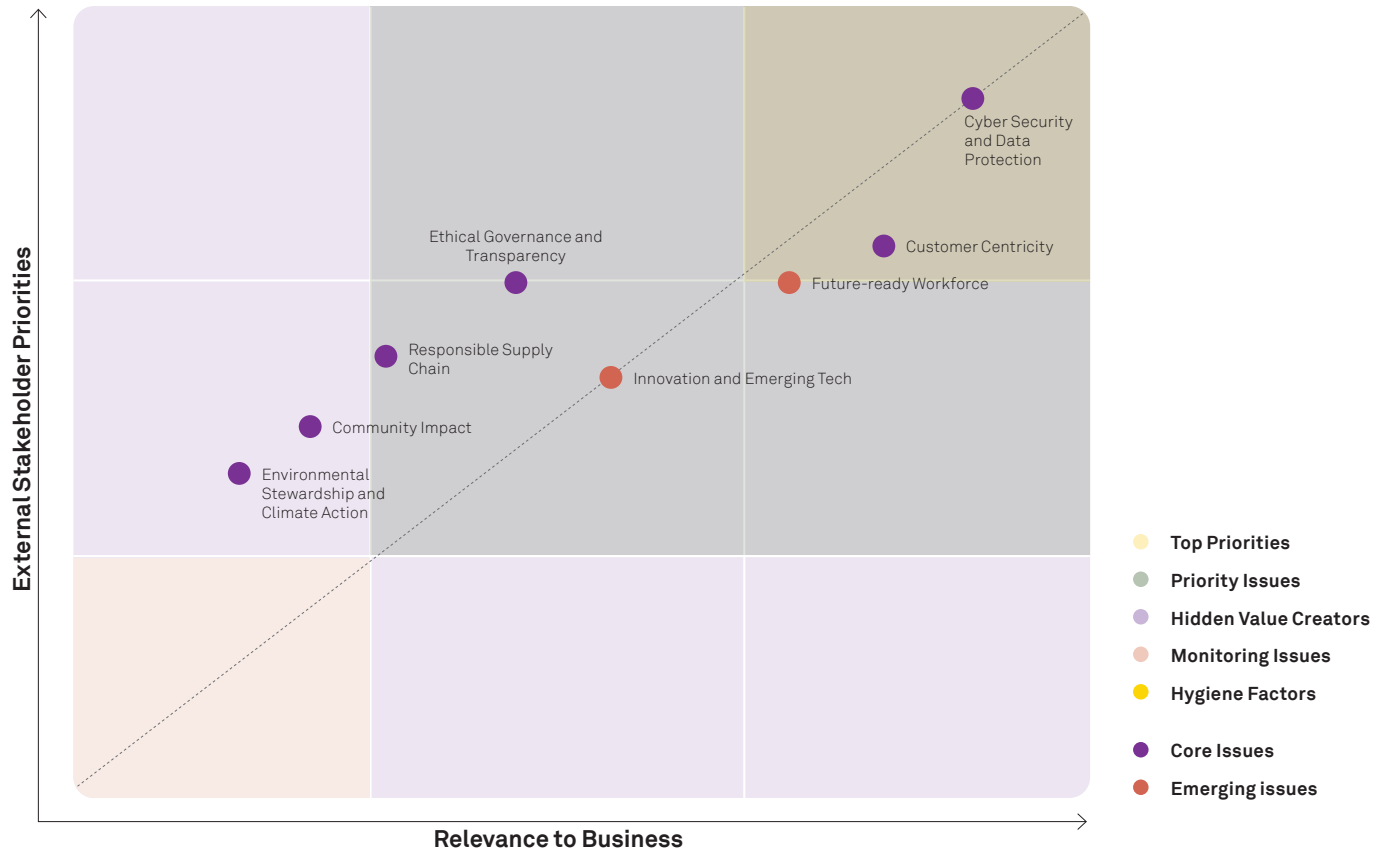 External Stakeholder Priorities
Cyber Security
and Data
Protection
Ethical Governance and
Transparency
Customer Centricity
Future-ready Workforce
Responsible Supply
Chain
Innovation and Emerging Tech
Community Impact
Environmental
Stewardship and
Climate Action
Relevance to Business
Top Priorities
Priority Issues
Hidden Value Creators
Monitoring Issues
Hygiene Factors
Core Issues
Emerging issues